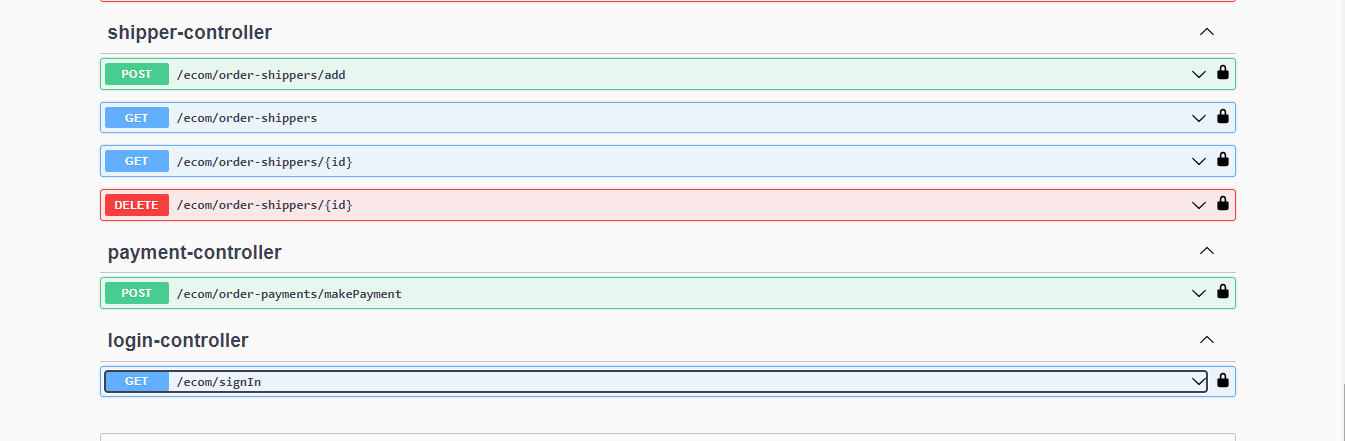 shipper-controller
POST /ecom/order-shippers/add
GET /ecom/order-shippers
GET /ecom/order-shippers/{id}
DELETE /ecom/order-shippers/{id}
payment-controller
POST /ecom/order-payments/makePayment
login-controller
GET /ecom/signIn